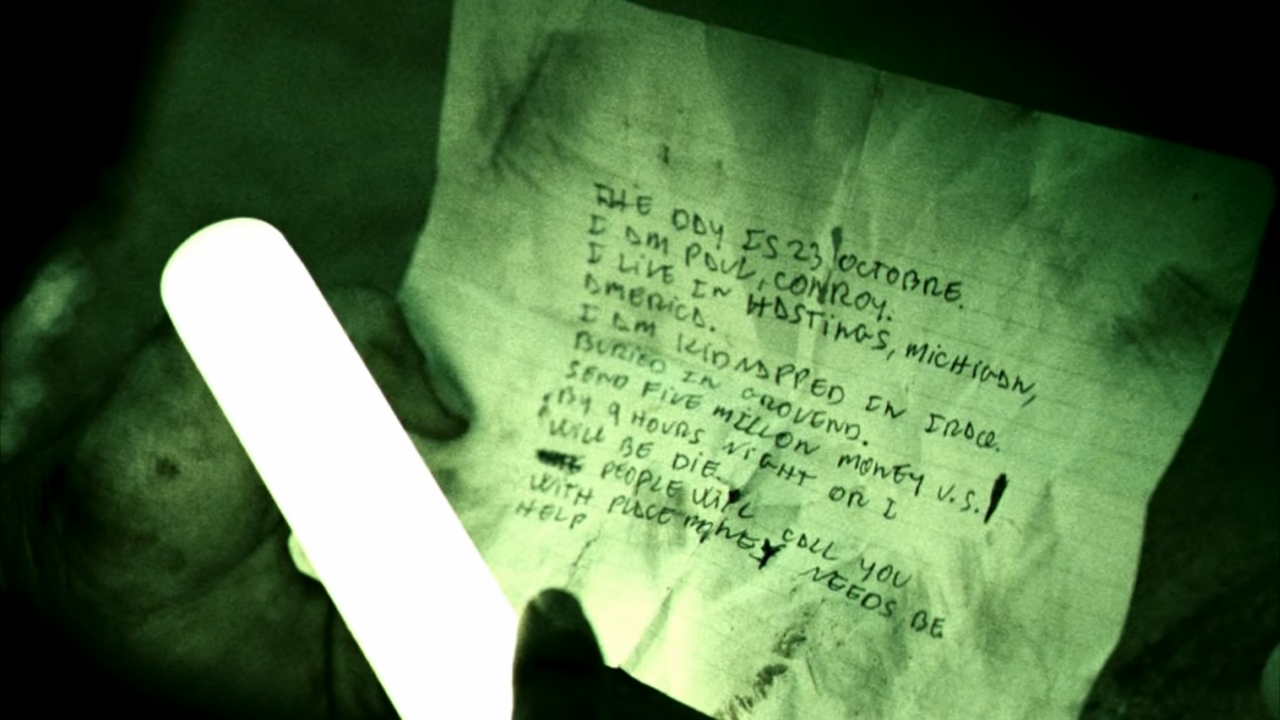 THE DAY IS 23 OCTOBRE.
I AM PAUL, CONROY.
I LIVE IN HASTINGS, MICHIGAN,
AMERICA.
I AM KIDNAPPED IN IRAQ.
BURIED IN GROUEND.
SEND FIVE MILLION MONEY U.S.
BY 9 HOURS NIGHT OR I
WILL BE DIE.
PEOPLE WILL CALL YOU
WITH PLACE MONEY NEEDS BE
HELP